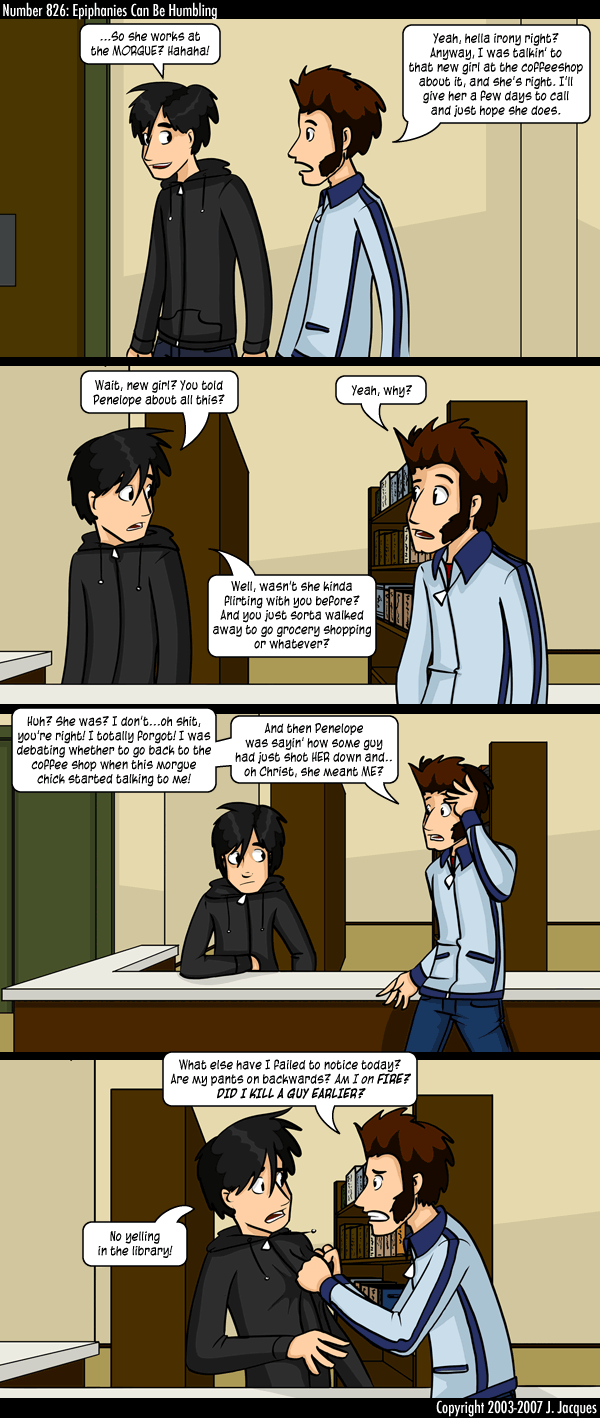 Number 826: Epiphanies Can Be Humbling
...So she works at
the MORGUE? Hahaha!
Yeah, hella irony right?
Anyway, I was talkin' to
that new girl at the coffeeshop
about it, and she's right. I'll
give her a few days to call
and just hope she does.
Wait, new girl? You told
Penelope about all this?
Yeah, why?
Well, wasn't she kinda
flirting with you before?
And you just sorta walked
away to go grocery shopping
or whatever?
Huh? She was? I don't...oh shit,
you're right! I totally forgot! I was
debating whether to go back to the
coffee shop when this morgue
chick started talking to me!
And then Penelope
was sayin' how some guy
had just shot HER down and..
oh Christ, she meant ME?
What else have I failed to notice today?
Are my pants on backwards? Am I on FIRE?
DID I KILL A GUY EARLIER?
No yelling
in the library!
Copyright 2003-2007 J. Jacques